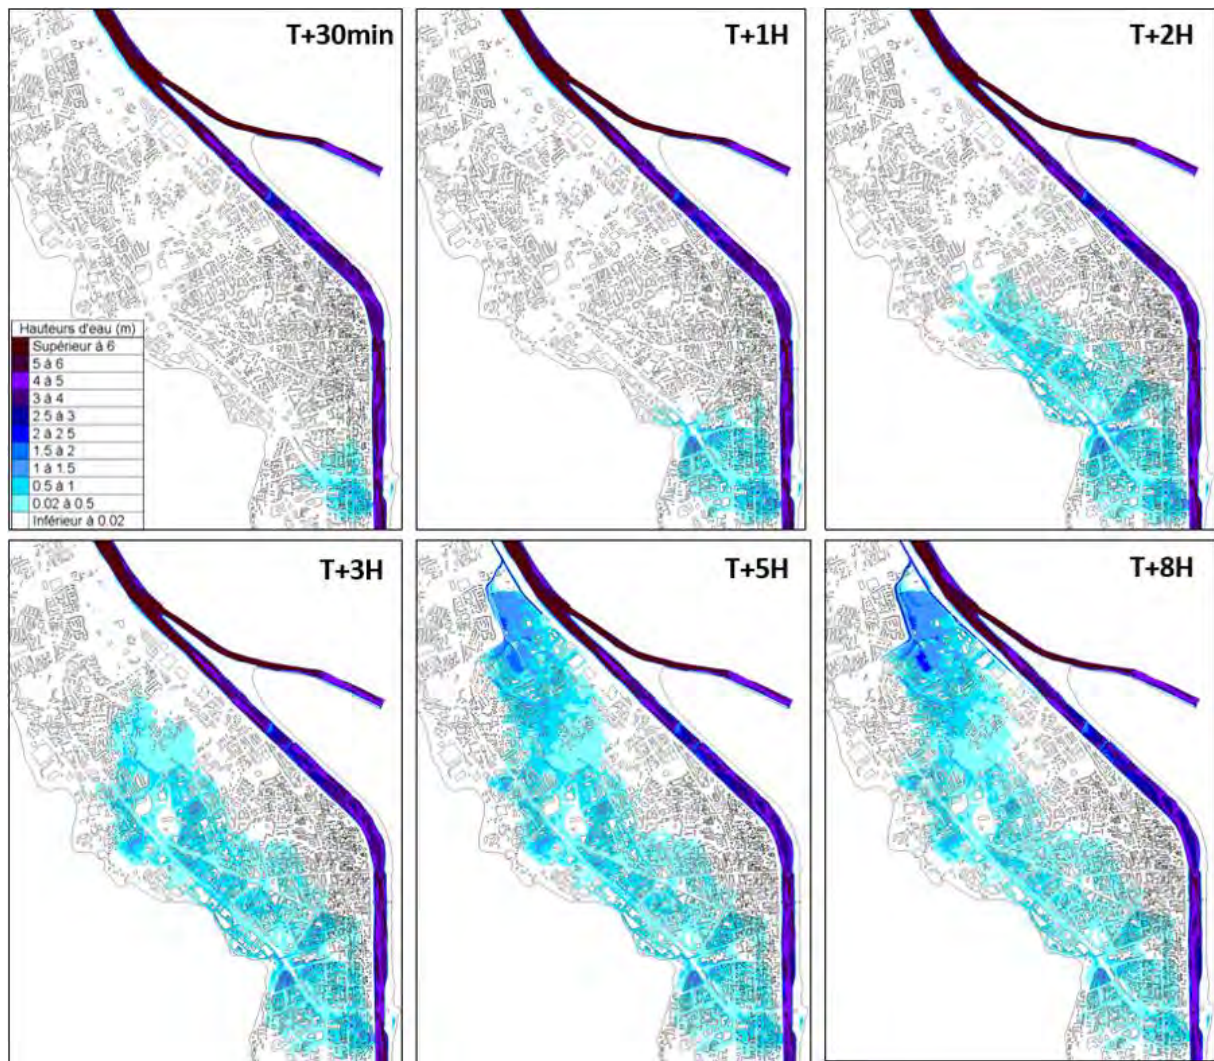 T+30min
T+1H
T+2H
Hauteurs d'eau (m)
Supérieur à 6
5 à 6
4 à 5
3 à 4
2.5 à 3
2 à 2.5
1.5 à 2
1 à 1.5
0.5 à 1
0.02 à 0.5
Inférieur à 0.02
T+3H
T+5H
T+8H